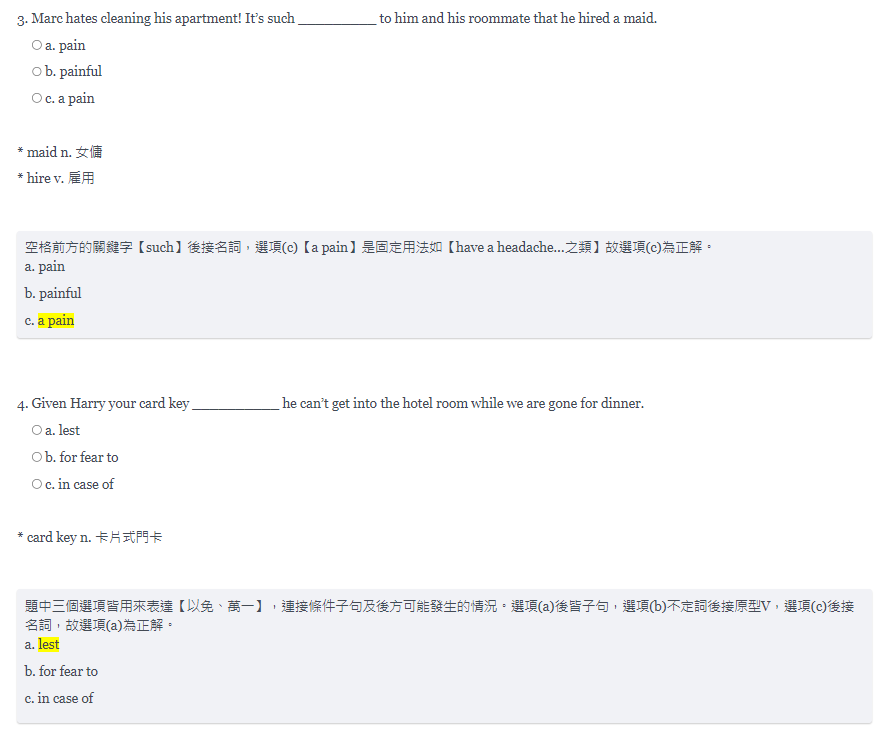 3. Marc hates cleaning his apartment! It’s such ___________ to him and his roommate that he hired a maid.
a. pain
b. painful
c. a pain
* maid n. 女傭
* hire v. 雇用
空格前方的關鍵字【such】後接名詞，選項(c)【a pain】是固定用法如【have a headache...之類】故選項(c)為正解。
a. pain
b. painful
c. a pain
4. Given Harry your card key ____________ he can’t get into the hotel room while we are gone for dinner.
a. lest
b. for fear to
c. in case of
* card key n. 卡片式門卡
題中三個選項皆用來表達【以免、萬一】，連接條件子句及後方可能發生的情況。選項(a)後皆子句，選項(b)不定詞後接原型V，選項(c)後接
名詞，故選項(a)為正解。
a. lest
b. for fear to
c. in case of